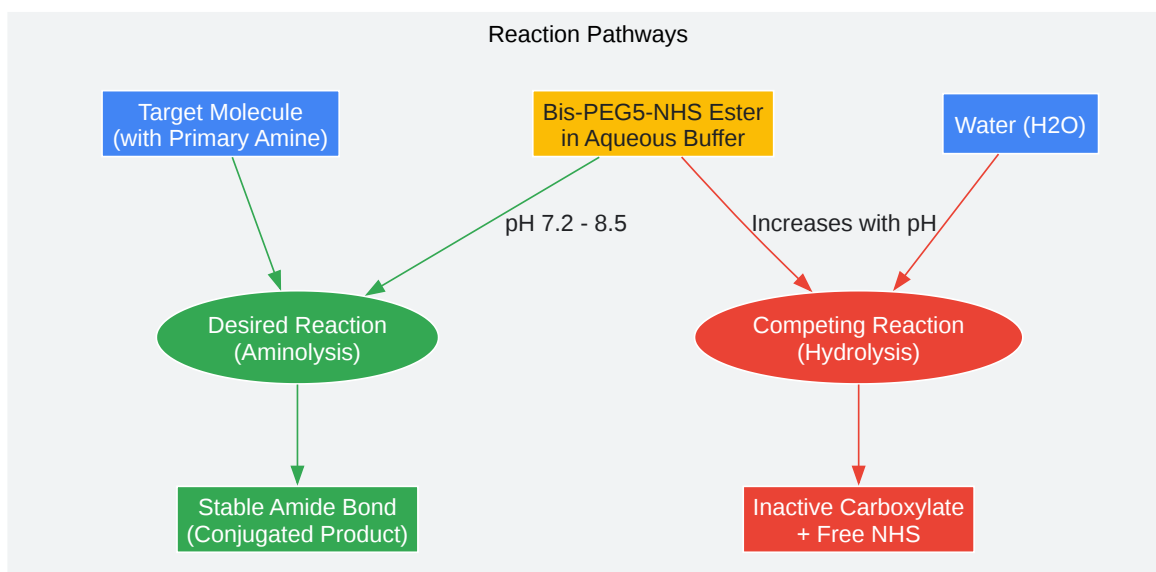 Reaction Pathways
Target Molecule
(with Primary Amine)
Bis-PEG5-NHS Ester
in Aqueous Buffer
Water (H2O)
pH 7.2 - 8.5
Increases with pH
Desired Reaction
(Aminolysis)
Competing Reaction
(Hydrolysis)
Stable Amide Bond
(Conjugated Product)
Inactive Carboxylate
+ Free NHS